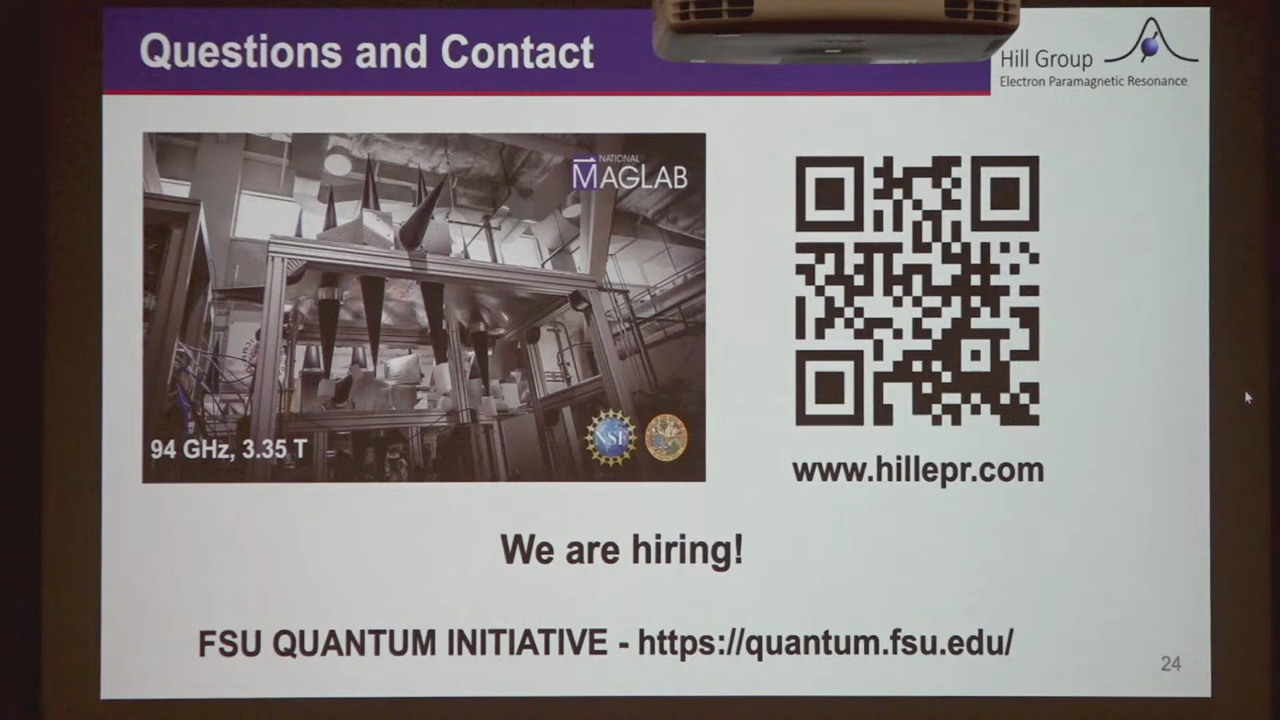 Questions and Contact
Hill Group
Electron Paramagnetic Resonance
NATIONAL
MAGLAB
94 GHz, 3.35 T
NSF
www.hillepr.com
We are hiring!
FSU QUANTUM INITIATIVE - https://quantum.fsu.edu/
24